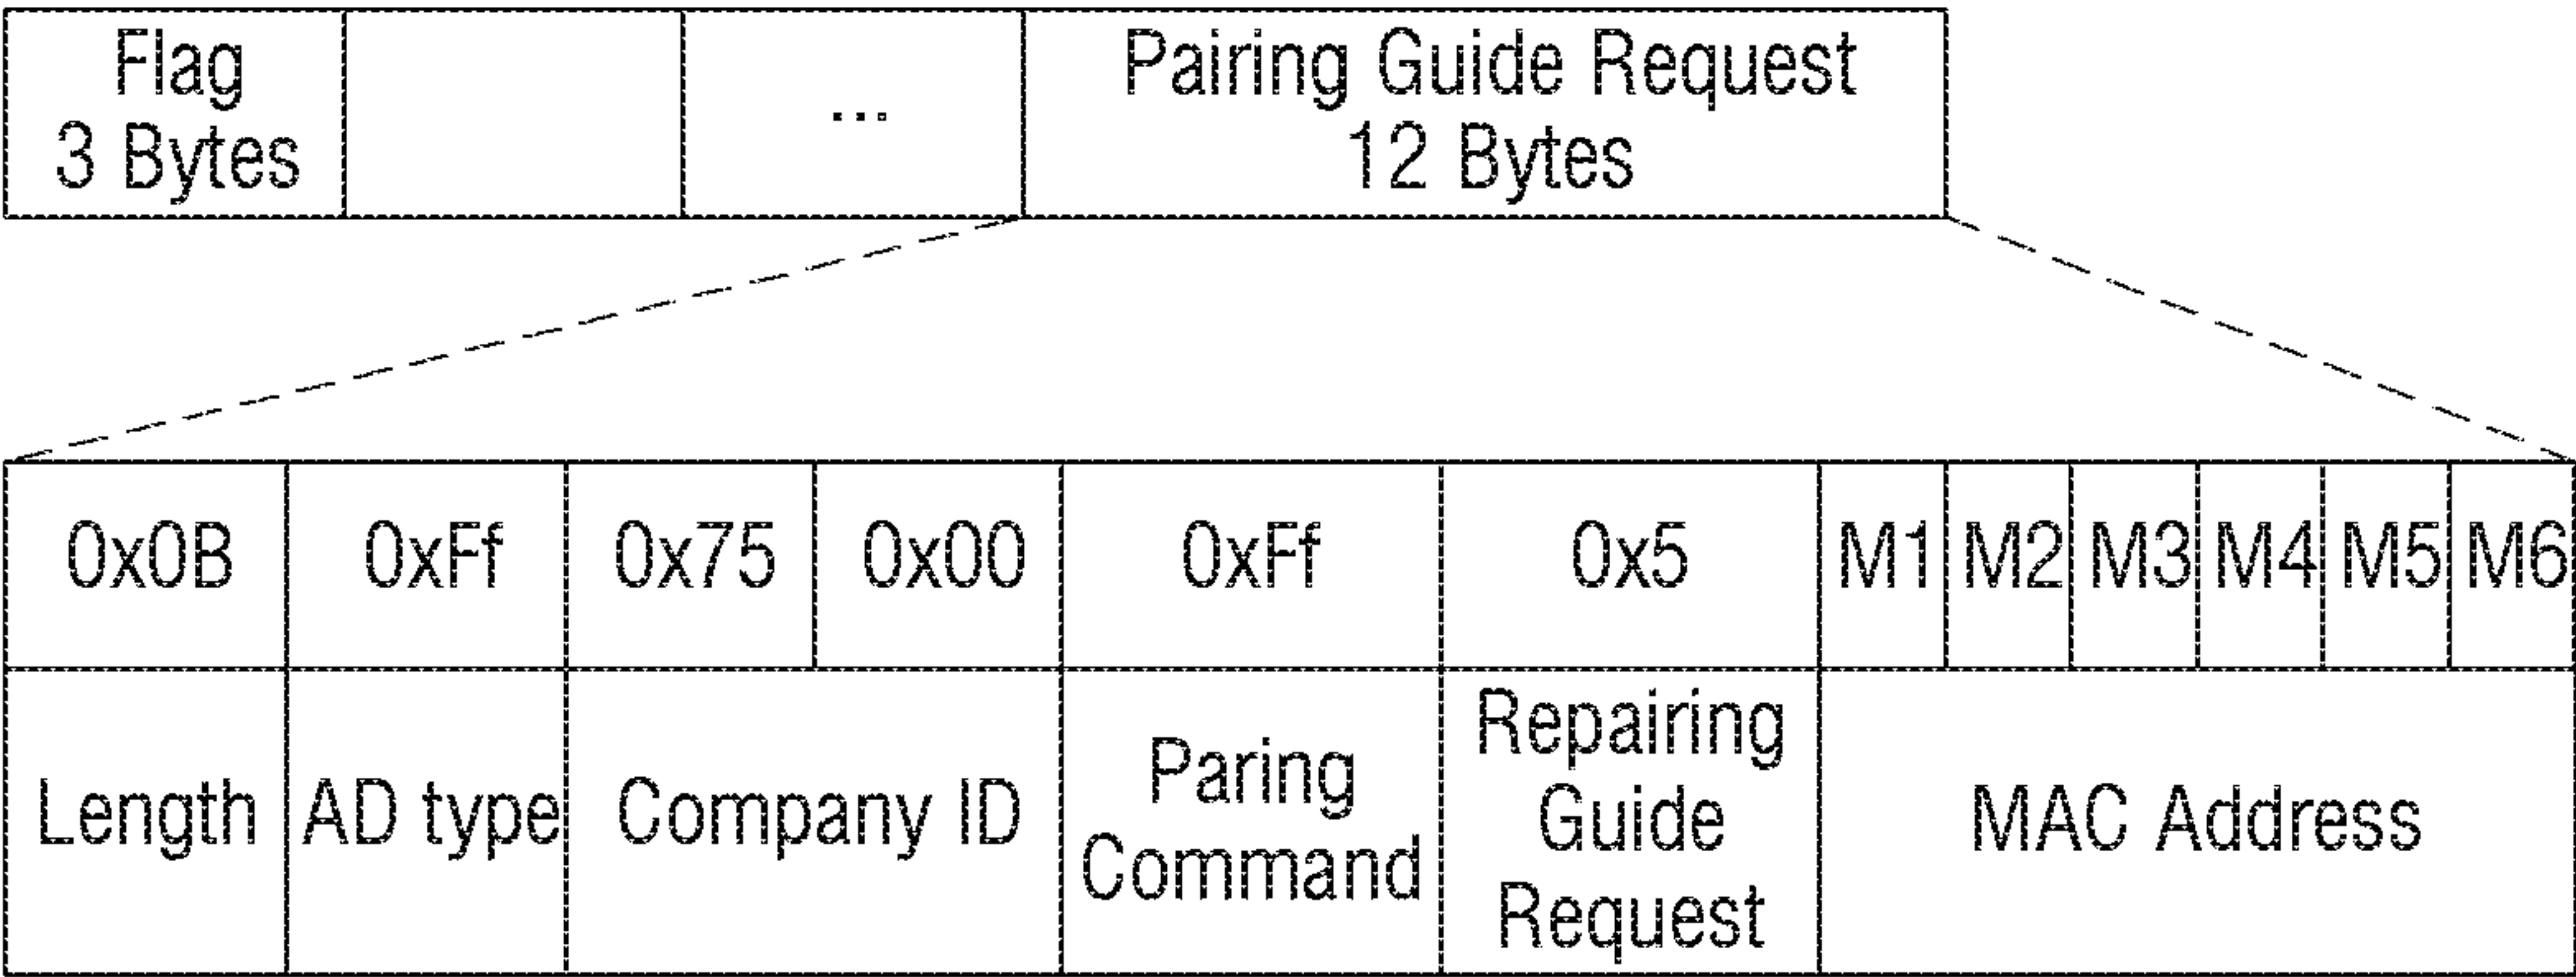 Flag
3 Bytes
...
Pairing Guide Request
12 Bytes
0x0B 0xFf 0x75 0x00 0xFf 0x5 M1 M2 M3 M4 M5 M6
Length
AD type
Company ID
Paring
Command
Repairing
Guide
Request
MAC Address